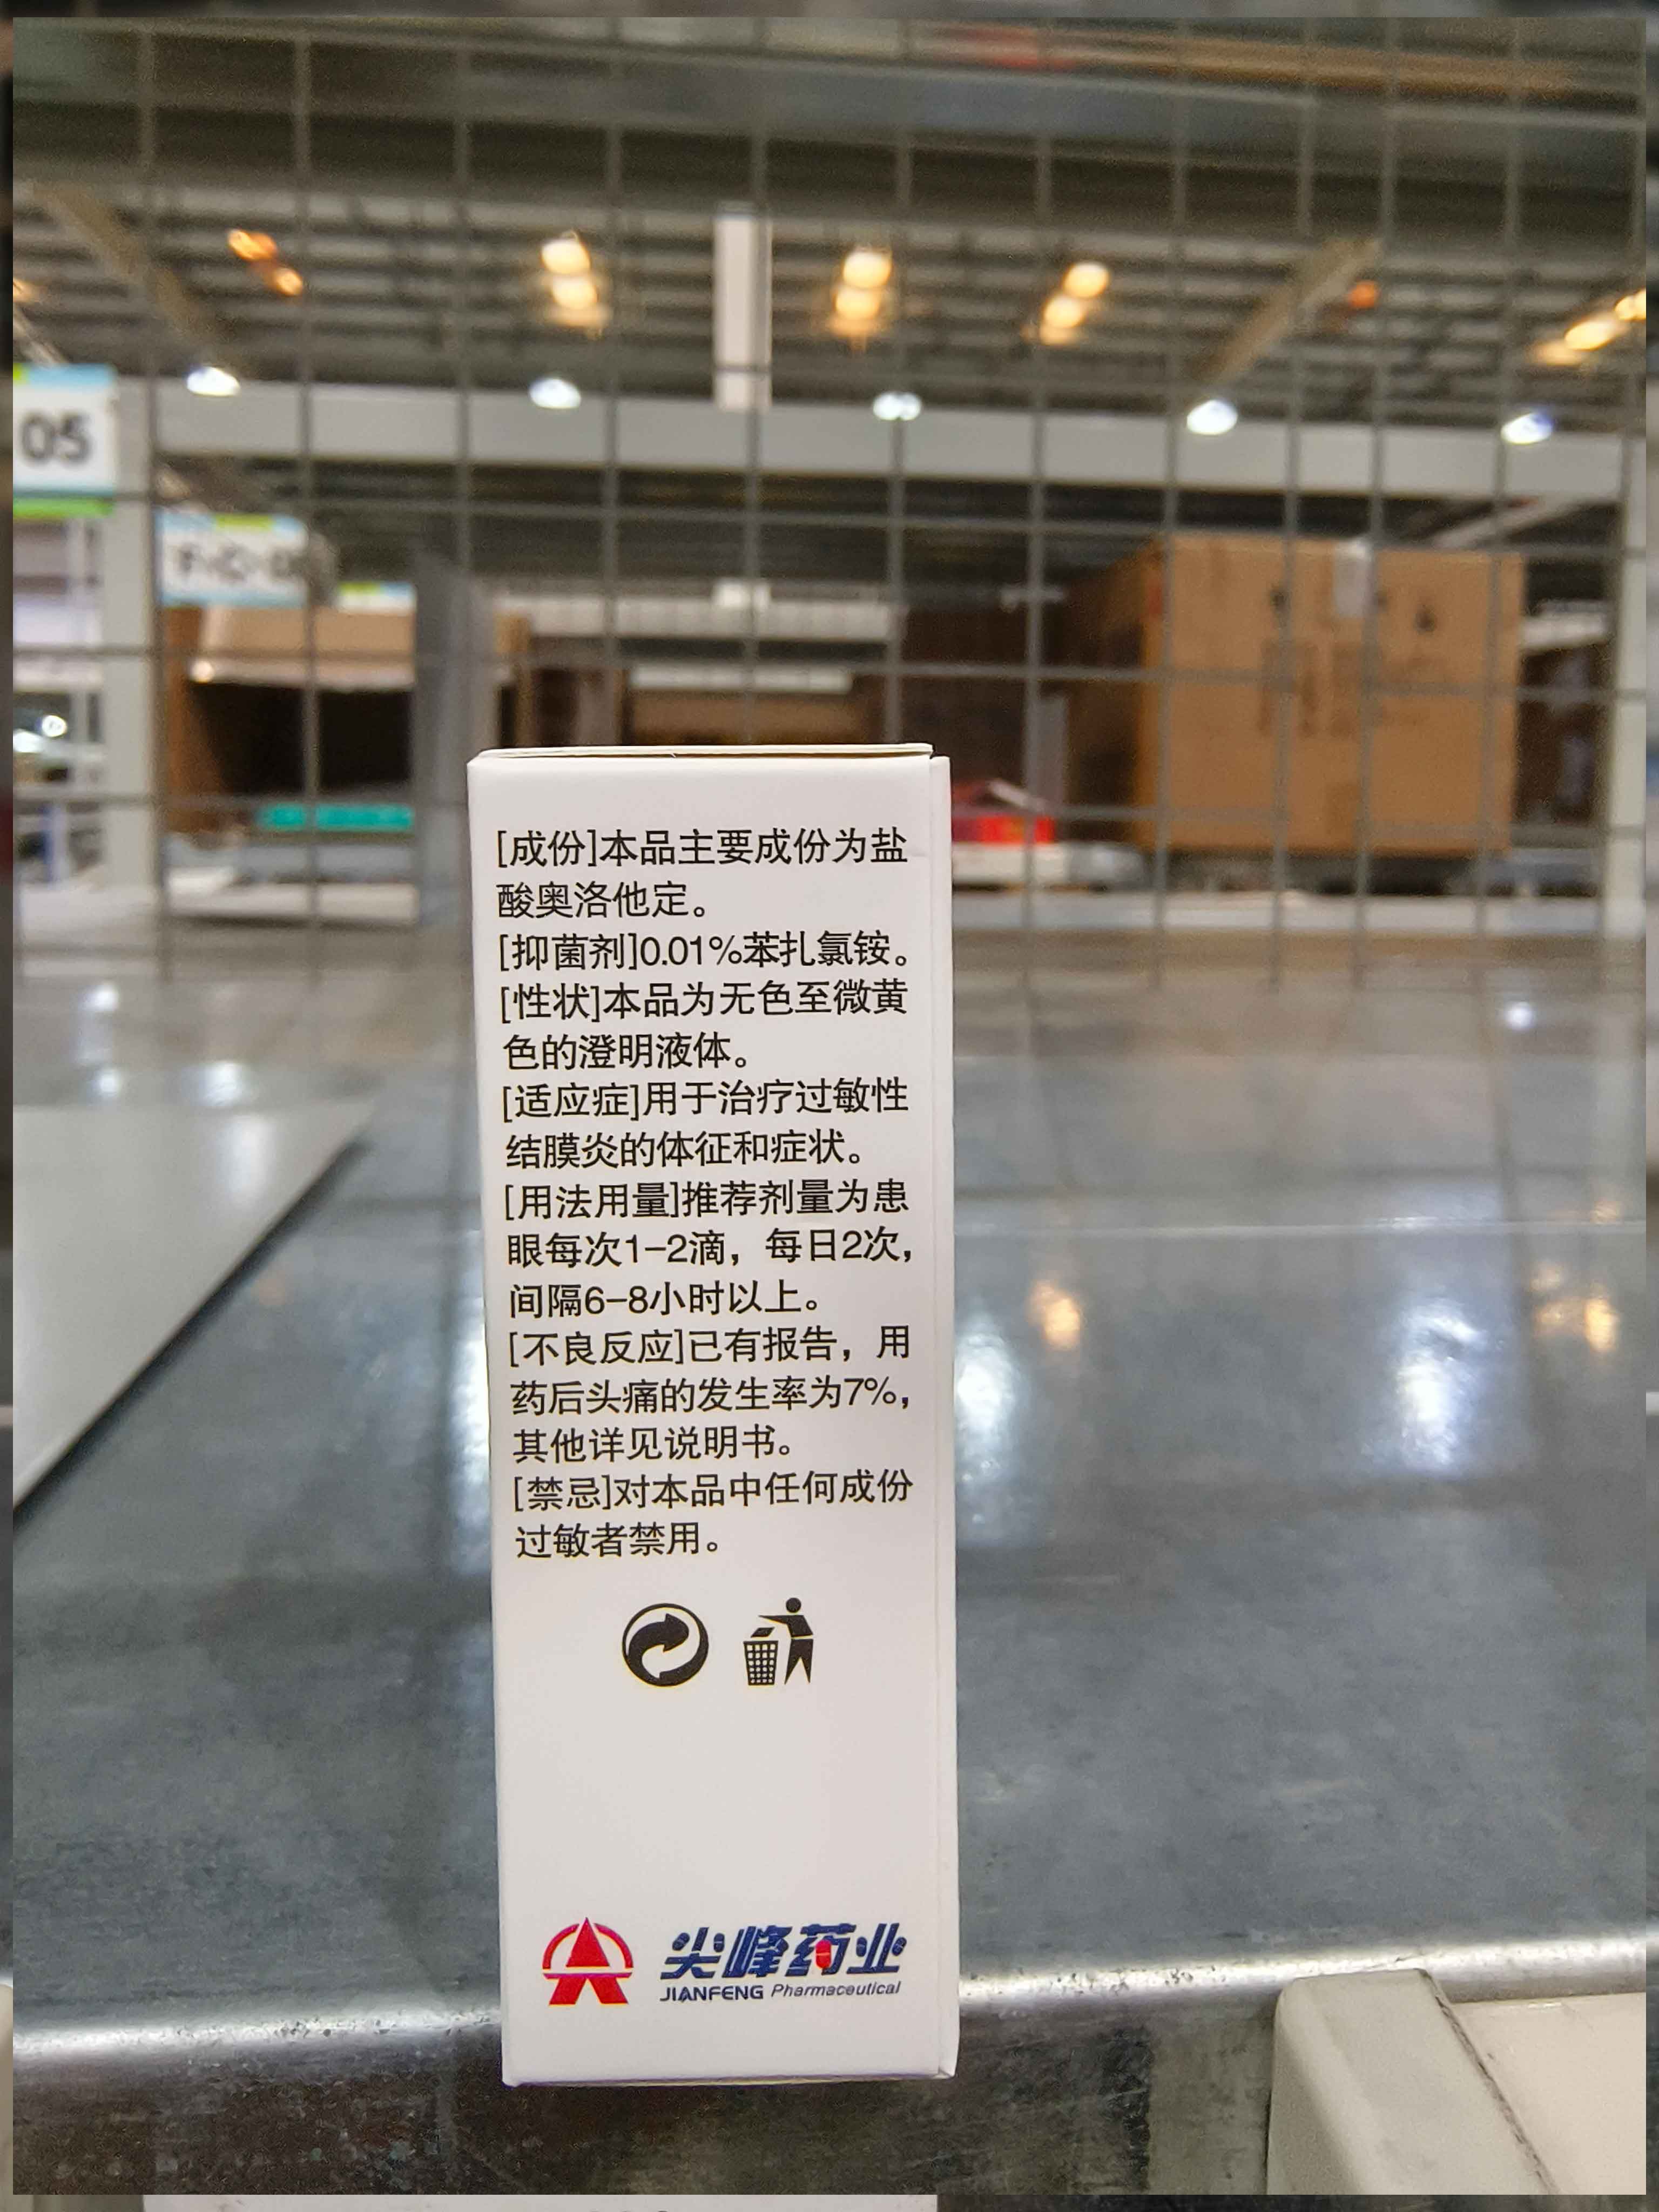 05
[成份]本品主要成份为盐
酸奥洛他定。
[抑菌剂]0.01%苯扎氯铵。
[性状]本品为无色至微黄
色的澄明液体。
[适应症]用于治疗过敏性
结膜炎的体征和症状。
[用法用量]推荐剂量为患
眼每次1-2滴，每日2次，
间隔6-8小时以上。
[不良反应]已有报告，用
药后头痛的发生率为7%，
其他详见说明书。
[禁忌]对本品中任何成份
过敏者禁用。
尖峰药业
JIANFENG Pharmaceutical